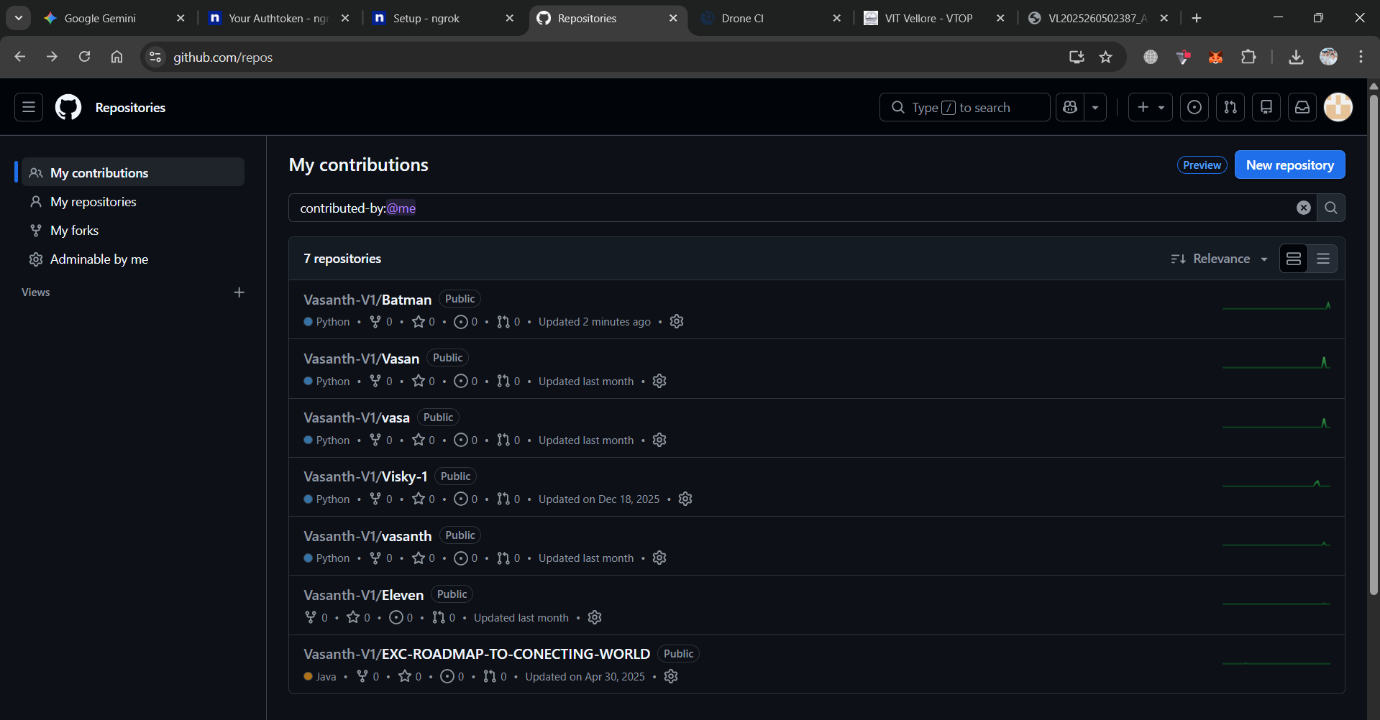 Google Gemini
Your Authtoken - ngr
Setup - ngrok
Repositories
Drone CI
VIT Vellore - VTOP
VL2025260502387_A
github.com/repos
Repositories
Type / to search
My contributions
My repositories
My forks
Adminable by me
Views
My contributions
Preview
New repository
contributed-by:@me
7 repositories
Relevance
Vasanth-V1/Batman Public
Python • 0 • 0 • 0 • 0 • Updated 2 minutes ago •
Vasanth-V1/Vasan Public
Python • 0 • 0 • 0 • 0 • Updated last month •
Vasanth-V1/vasa Public
Python • 0 • 0 • 0 • 0 • Updated last month •
Vasanth-V1/Visky-1 Public
Python • 0 • 0 • 0 • 0 • Updated on Dec 18, 2025 •
Vasanth-V1/vasanth Public
Python • 0 • 0 • 0 • 0 • Updated last month •
Vasanth-V1/Eleven Public
0 • 0 • 0 • 0 • Updated last month •
Vasanth-V1/EXC-ROADMAP-TO-CONECTING-WORLD Public
Java • 0 • 0 • 0 • 0 • Updated on Apr 30, 2025 •